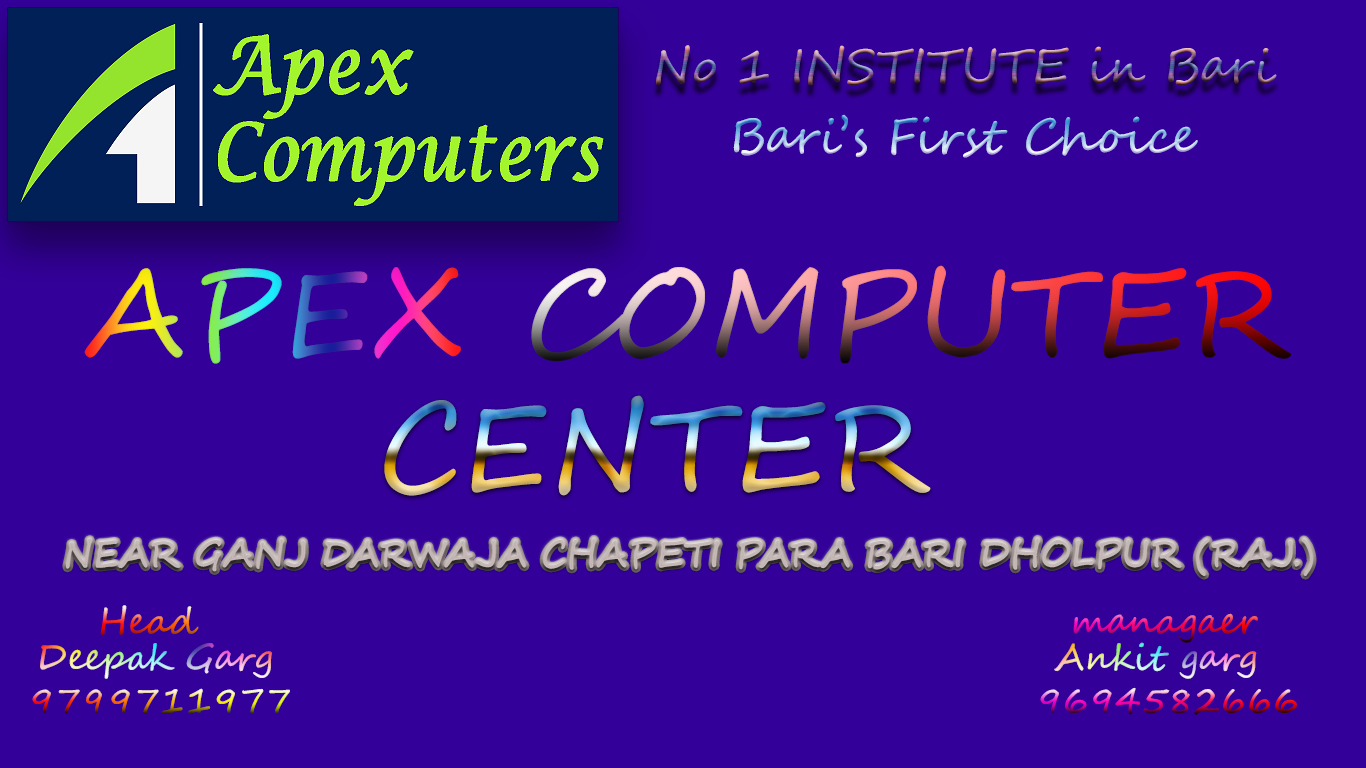 Apex
Computers
No 1 INSTITUTE in Bari
Bari's First Choice
APEX COMPUTER
CENTER
NEAR GANJ DARWAJA CHAPETI PARA BARI DHOLPUR (RAJ.)
Head
Deepak Garg
9799711977
managaer
Ankit garg
9694582666